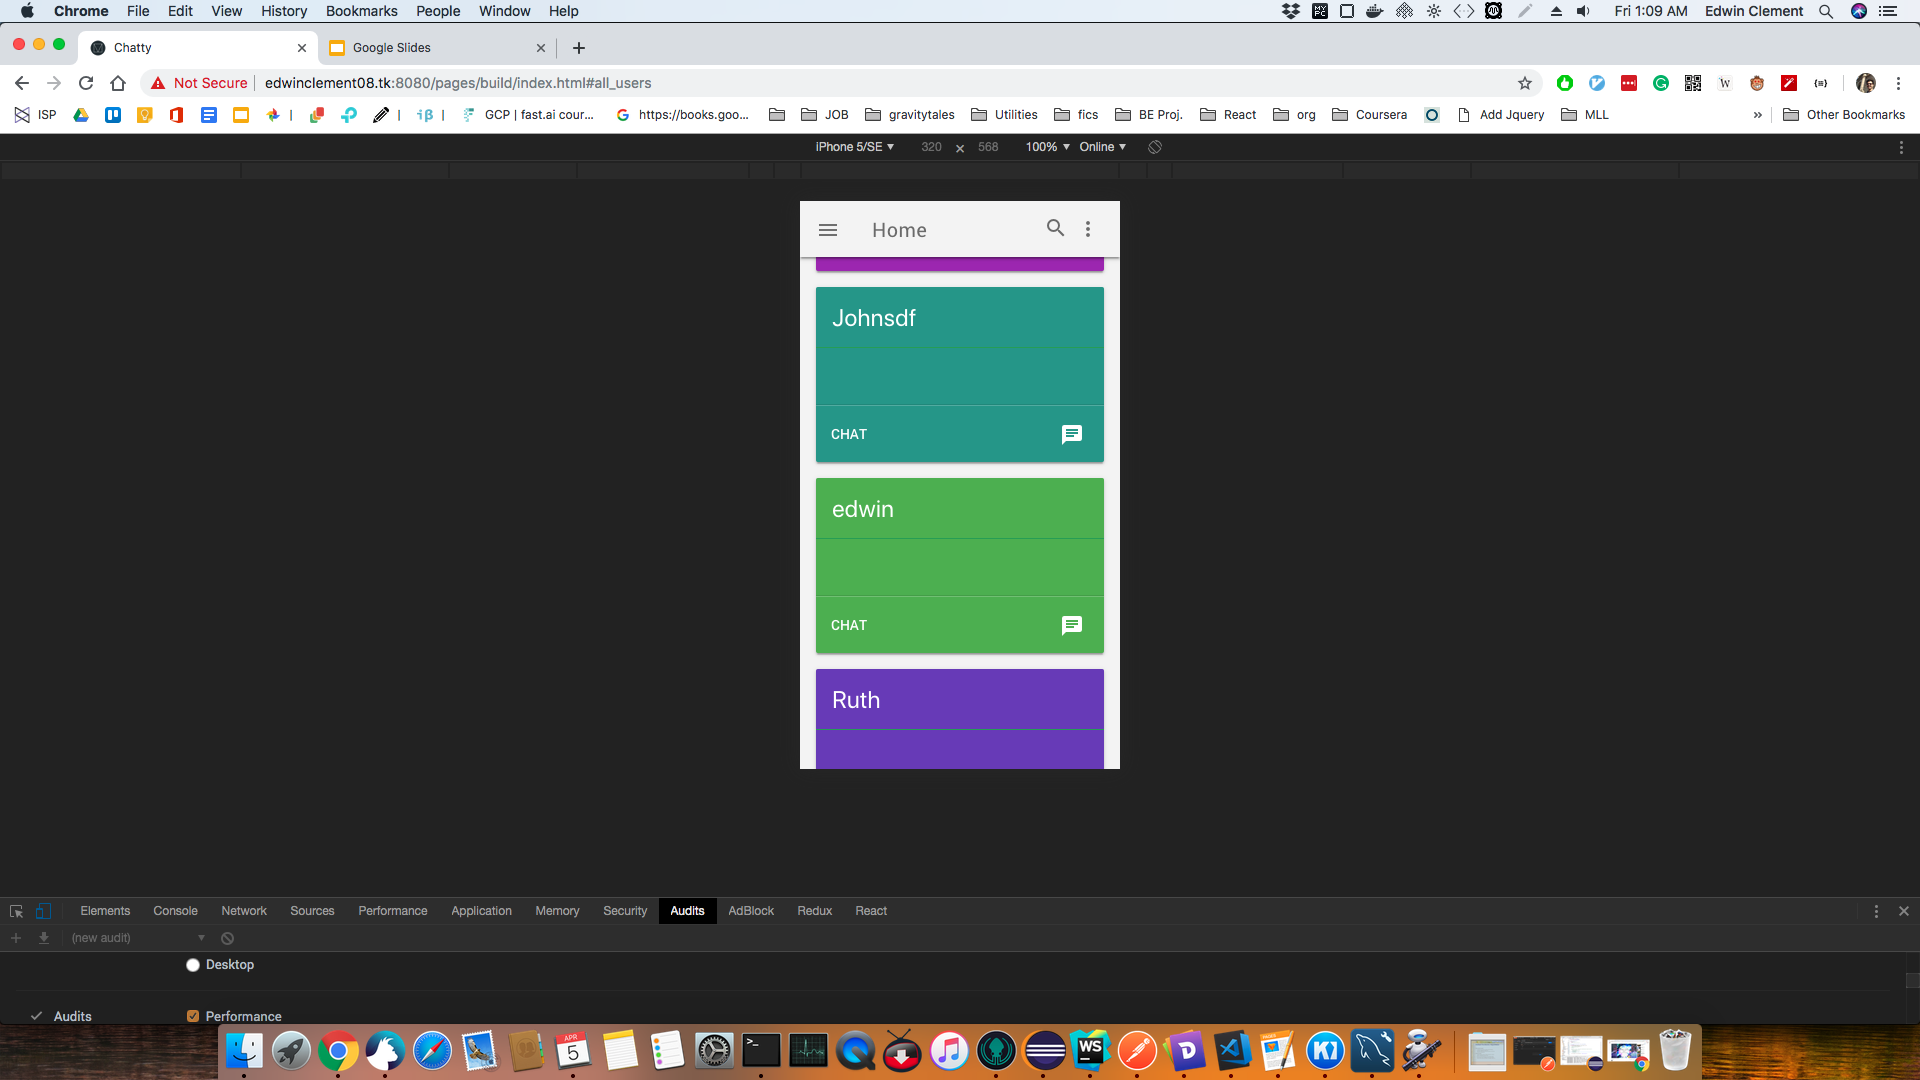 Chrome File Edit View History Bookmarks People Window Help Fri 1:09 AM Edwin Clement
Chatty Google Slides
Not Secure edwinclement08.tk:8080/pages/build/index.html#all_users
ISP GCP | fast.ai cour... https://books.goo... JOB gravitytales Utilities fics BE Proj. React org Coursera Add Jquery MLL » Other Bookmarks
iPhone 5/SE 320 x 568 100% Online
Home
Johnsdf
CHAT
edwin
CHAT
Ruth
Elements Console Network Sources Performance Application Memory Security Audits AdBlock Redux React
(new audit)
Desktop
Audits Performance
APR
5
WS